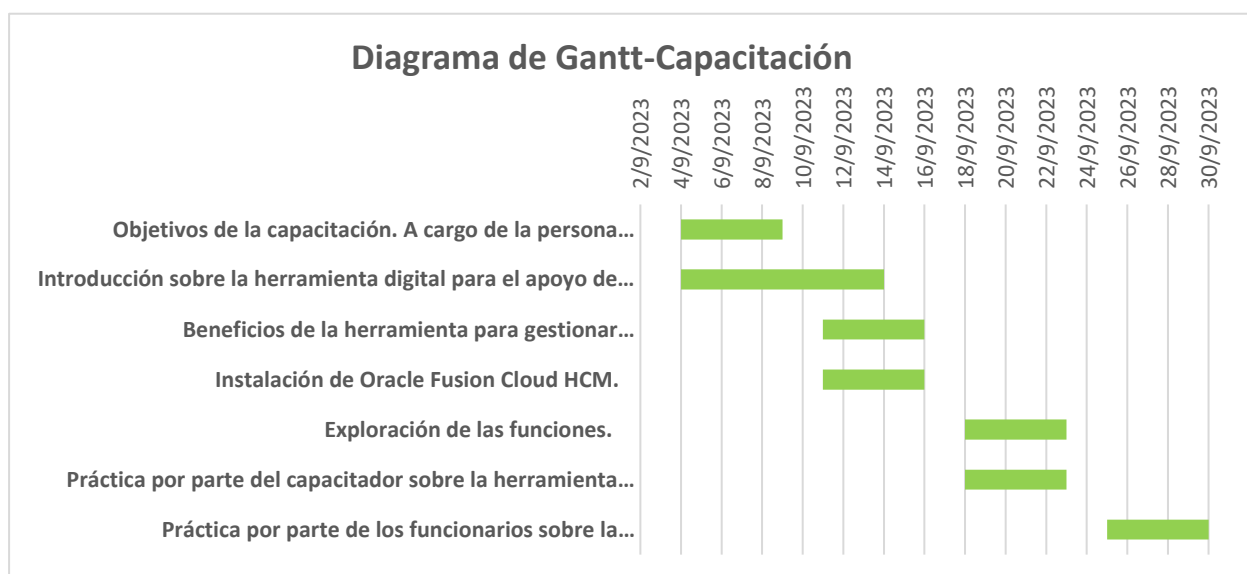 Diagrama de Gantt-Capacitación
2/9/2023
4/9/2023
6/9/2023
8/9/2023
10/9/2023
12/9/2023
14/9/2023
16/9/2023
18/9/2023
20/9/2023
22/9/2023
24/9/2023
26/9/2023
28/9/2023
30/9/2023
Objetivos de la capacitación. A cargo de la persona...
Introducción sobre la herramienta digital para el apoyo de...
Beneficios de la herramienta para gestionar...
Instalación de Oracle Fusion Cloud HCM.
Exploración de las funciones.
Práctica por parte del capacitador sobre la herramienta...
Práctica por parte de los funcionarios sobre la...